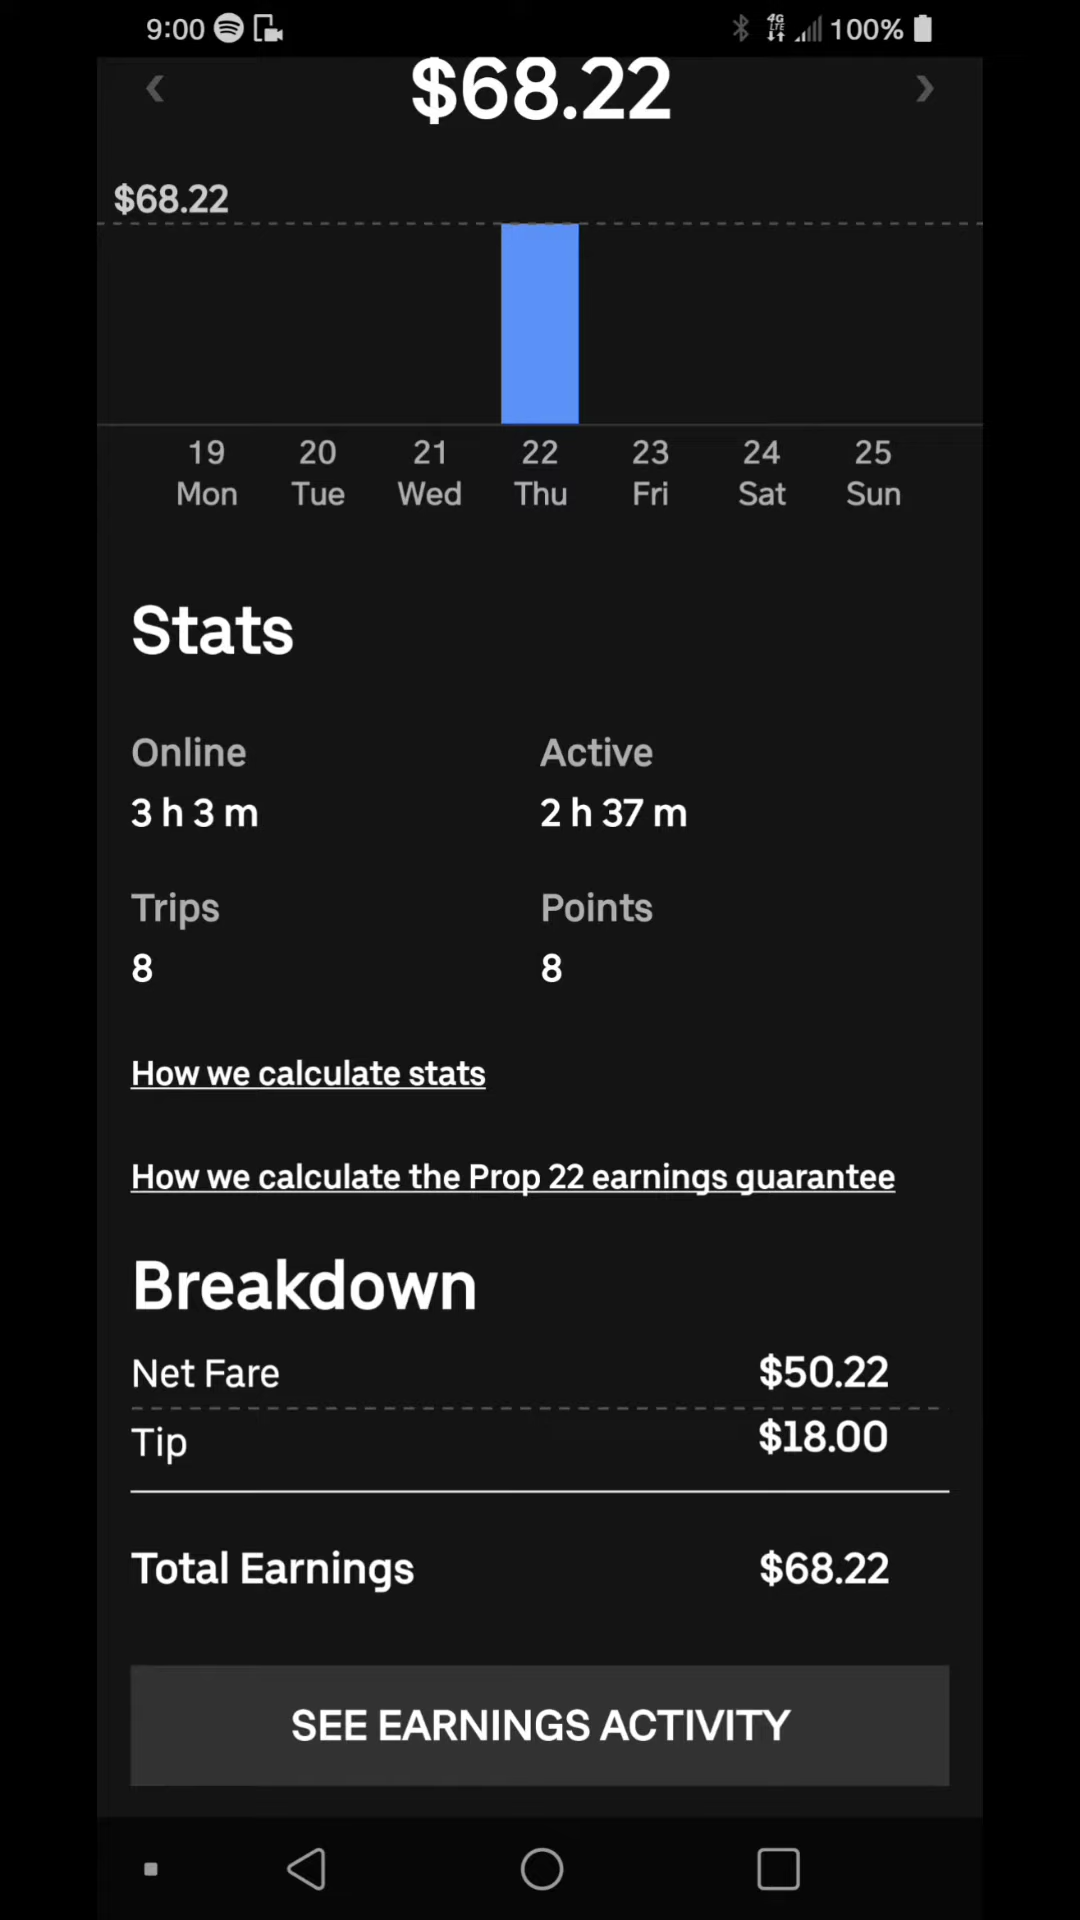 9:00 4G LTE 100%
$68.22
$68.22
19 20 21 22 23 24 25
Mon Tue Wed Thu Fri Sat Sun
Stats
Online Active
3 h 3 m 2 h 37 m
Trips Points
8 8
How we calculate stats
How we calculate the Prop 22 earnings guarantee
Breakdown
Net Fare $50.22
Tip $18.00
Total Earnings $68.22
SEE EARNINGS ACTIVITY